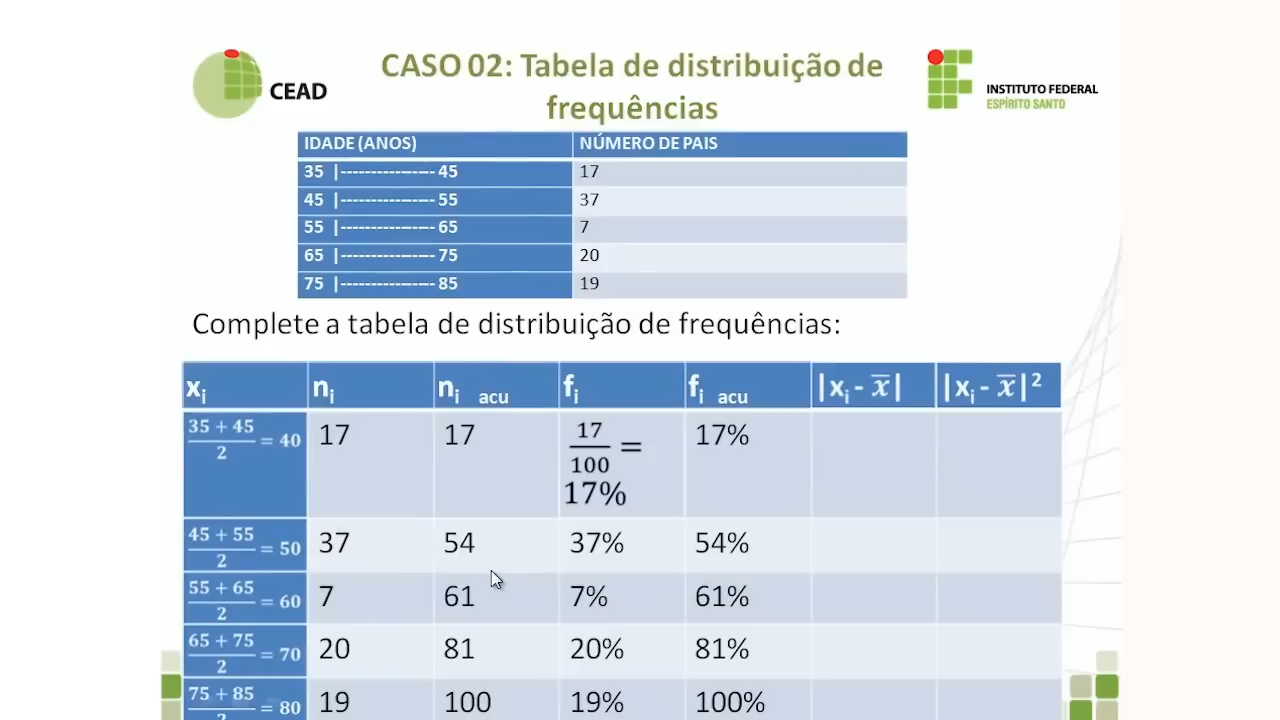 CEAD
CASO 02: Tabela de distribuição de
frequências
INSTITUTO FEDERAL
ESPÍRITO SANTO
IDADE (ANOS) NÚMERO DE PAIS
35 |----------------- 45 17
45 |----------------- 55 37
55 |----------------- 65 7
65 |----------------- 75 20
75 |----------------- 85 19
Complete a tabela de distribuição de frequências:
xᵢ nᵢ nᵢ acu fᵢ fᵢ acu |xᵢ - x̅| |xᵢ - x̅|²
(35 + 45)/2 = 40 17 17 17/100 = 17% 17%
(45 + 55)/2 = 50 37 54 37% 54%
(55 + 65)/2 = 60 7 61 7% 61%
(65 + 75)/2 = 70 20 81 20% 81%
(75 + 85)/2 = 80 19 100 19% 100%